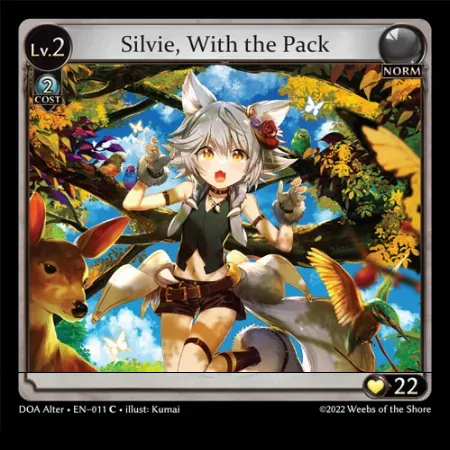 Lv.2
Silvie, With the Pack
NORM
2
COST
22
DOA Alter • EN-011 C • illust: Kumai
©2022 Weebs of the Shore